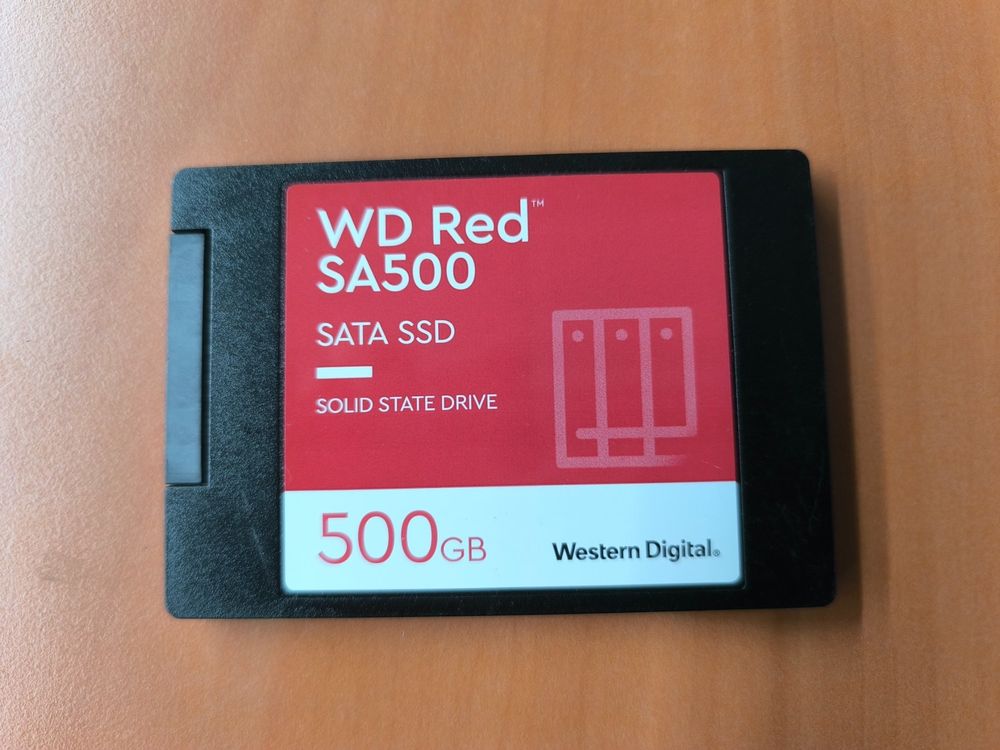 WD Red™
SA500
SATA SSD
SOLID STATE DRIVE
500GB
Western Digital®